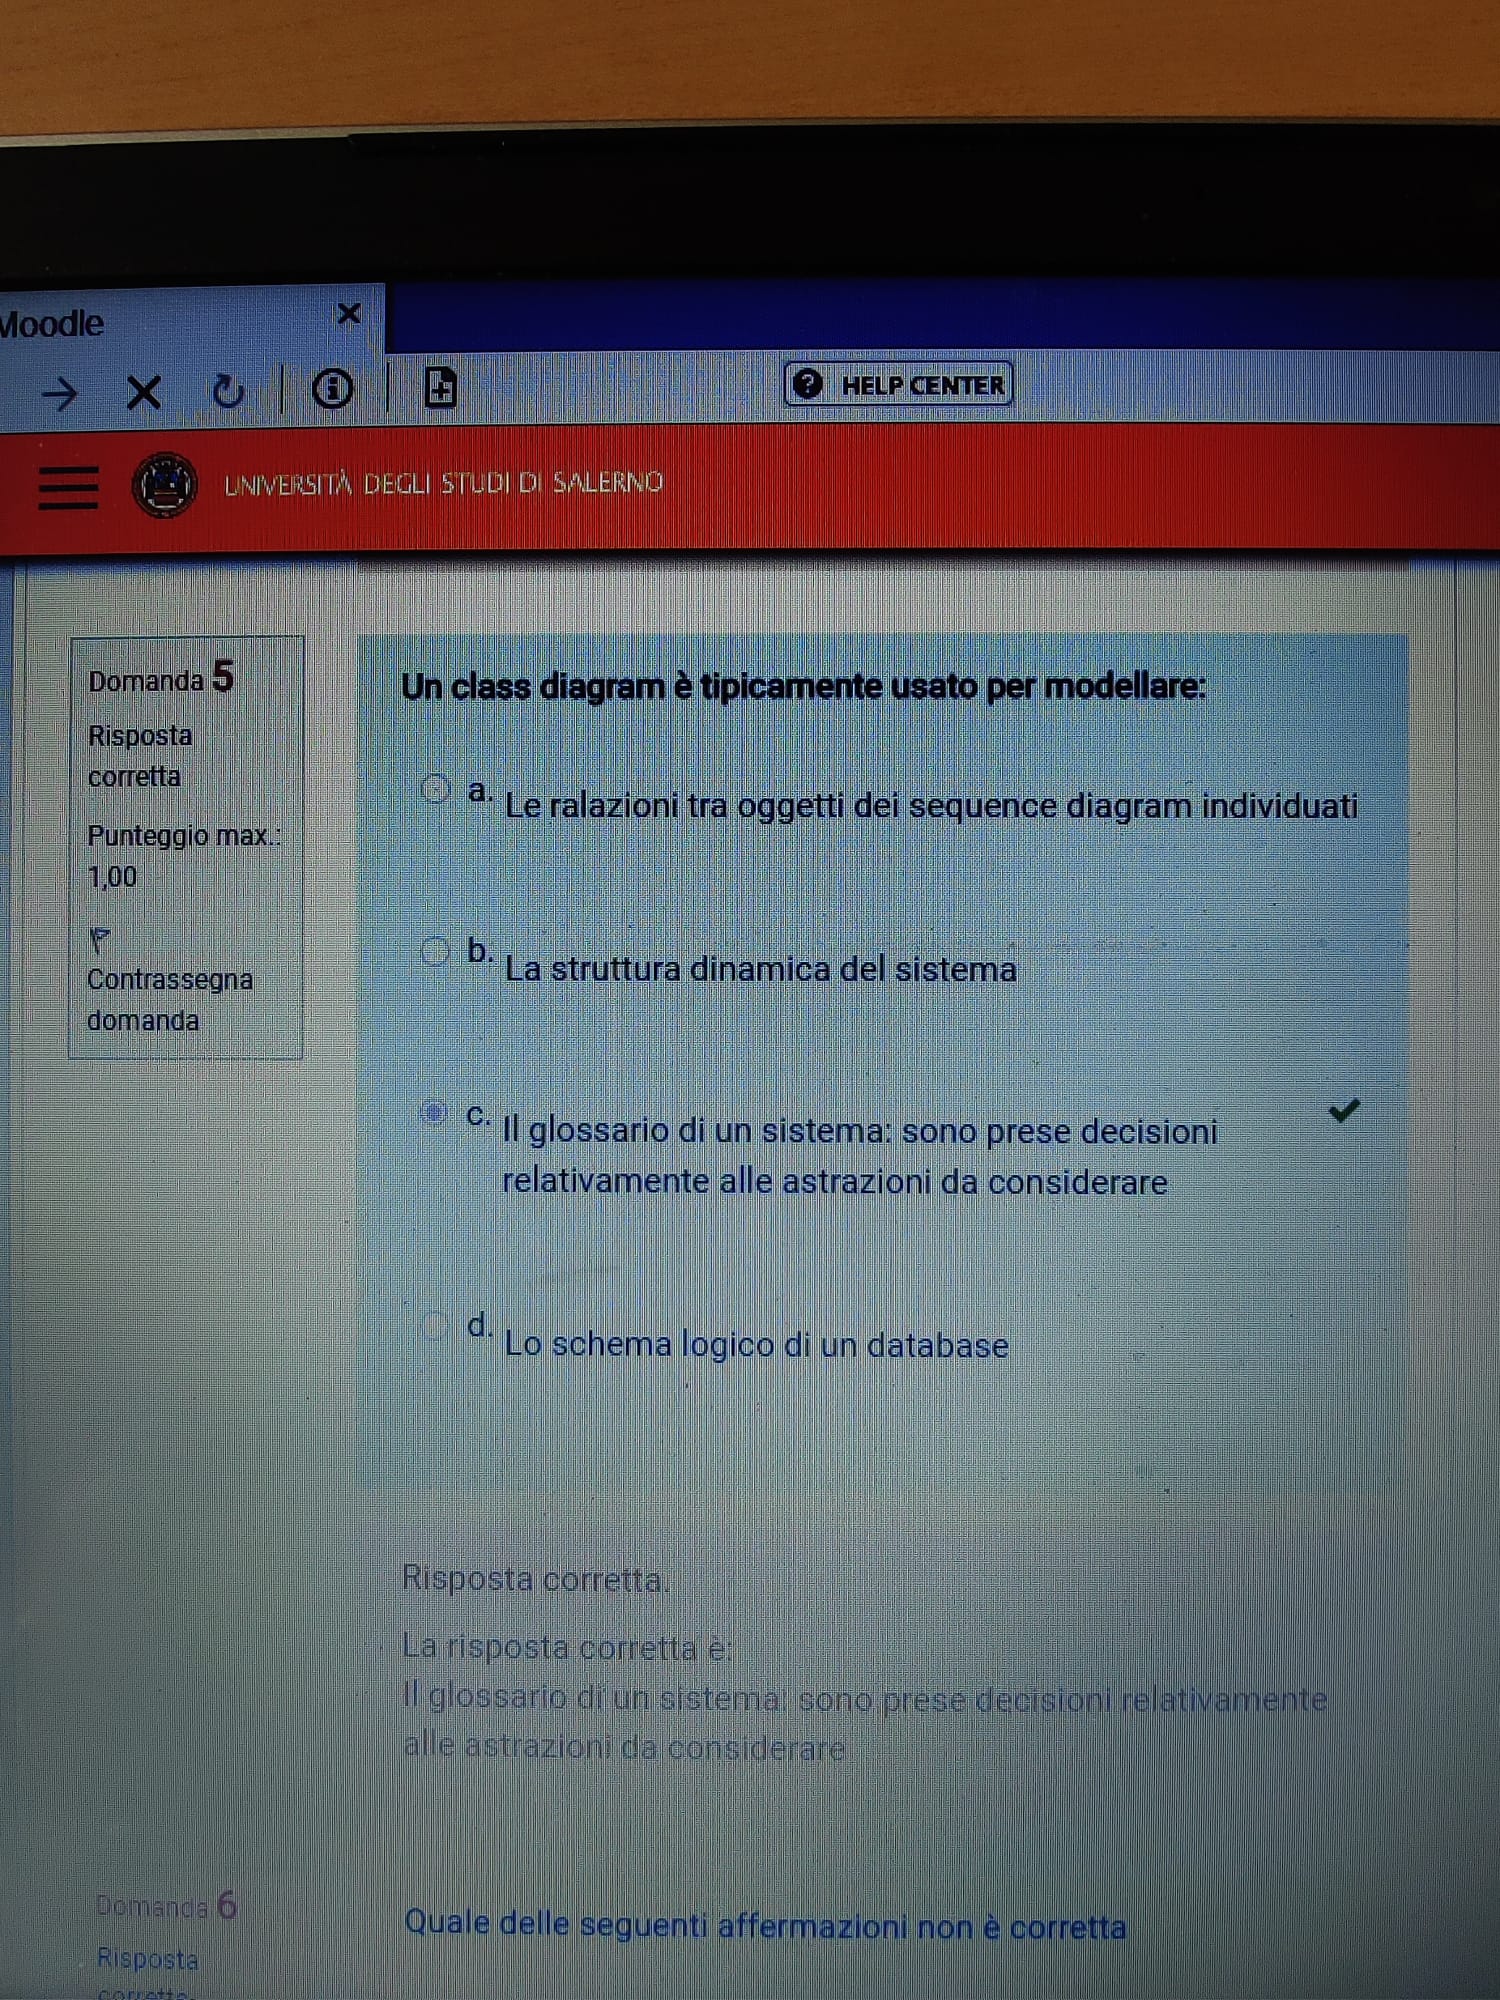 Moodle
HELP CENTER
UNIVERSITÀ DEGLI STUDI DI SALERNO
Domanda 5
Risposta
corretta
Punteggio max.:
1,00
Contrassegna
domanda
Un class diagram è tipicamente usato per modellare:
a. Le ralazioni tra oggetti dei sequence diagram individuati
b. La struttura dinamica del sistema
c. Il glossario di un sistema: sono prese decisioni
relativamente alle astrazioni da considerare
d. Lo schema logico di un database
Risposta corretta.
La risposta corretta è:
Il glossario di un sistema: sono prese decisioni relativamente
alle astrazioni da considerare
Domanda 6
Risposta
corretta
Quale delle seguenti affermazioni non è corretta